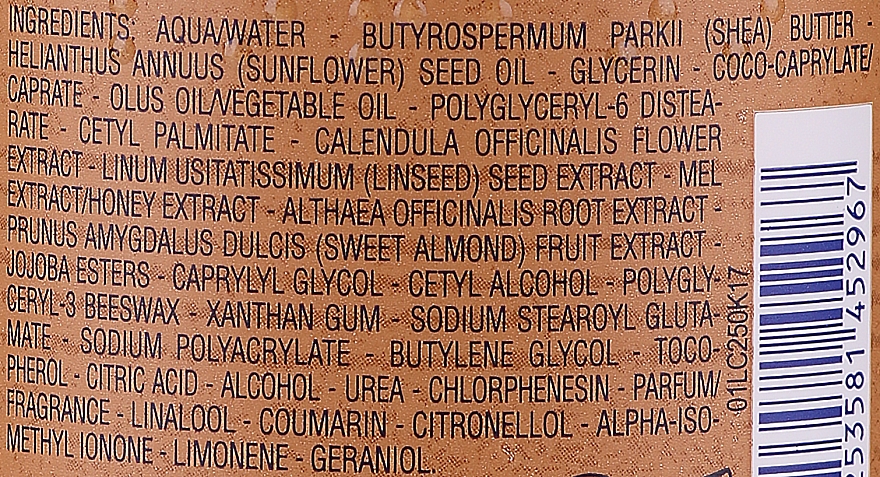 INGREDIENTS: AQUA/WATER - BUTYROSPERMUM PARKII (SHEA) BUTTER -
HELIANTHUS ANNUUS (SUNFLOWER) SEED OIL - GLYCERIN - COCO-CAPRYLATE/
CAPRATE - OLUS OIL/VEGETABLE OIL - POLYGLYCERYL-6 DISTEA-
RATE - CETYL PALMITATE - CALENDULA OFFICINALIS FLOWER
EXTRACT - LINUM USITATISSIMUM (LINSEED) SEED EXTRACT - MEL
EXTRACT/HONEY EXTRACT - ALTHAEA OFFICINALIS ROOT EXTRACT -
PRUNUS AMYGDALUS DULCIS (SWEET ALMOND) FRUIT EXTRACT -
JOJOBA ESTERS - CAPRYLYL GLYCOL - CETYL ALCOHOL - POLYGLY-
CERYL-3 BEESWAX - XANTHAN GUM - SODIUM STEAROYL GLUTA-
MATE - SODIUM POLYACRYLATE - BUTYLENE GLYCOL - TOCO-
PHEROL - CITRIC ACID - ALCOHOL - UREA - CHLORPHENESIN - PARFUM/
FRAGRANCE - LINALOOL - COUMARIN - CITRONELLOL - ALPHA-ISO-
METHYL IONONE - LIMONENE - GERANIOL.
01LC250K17
253581 452967